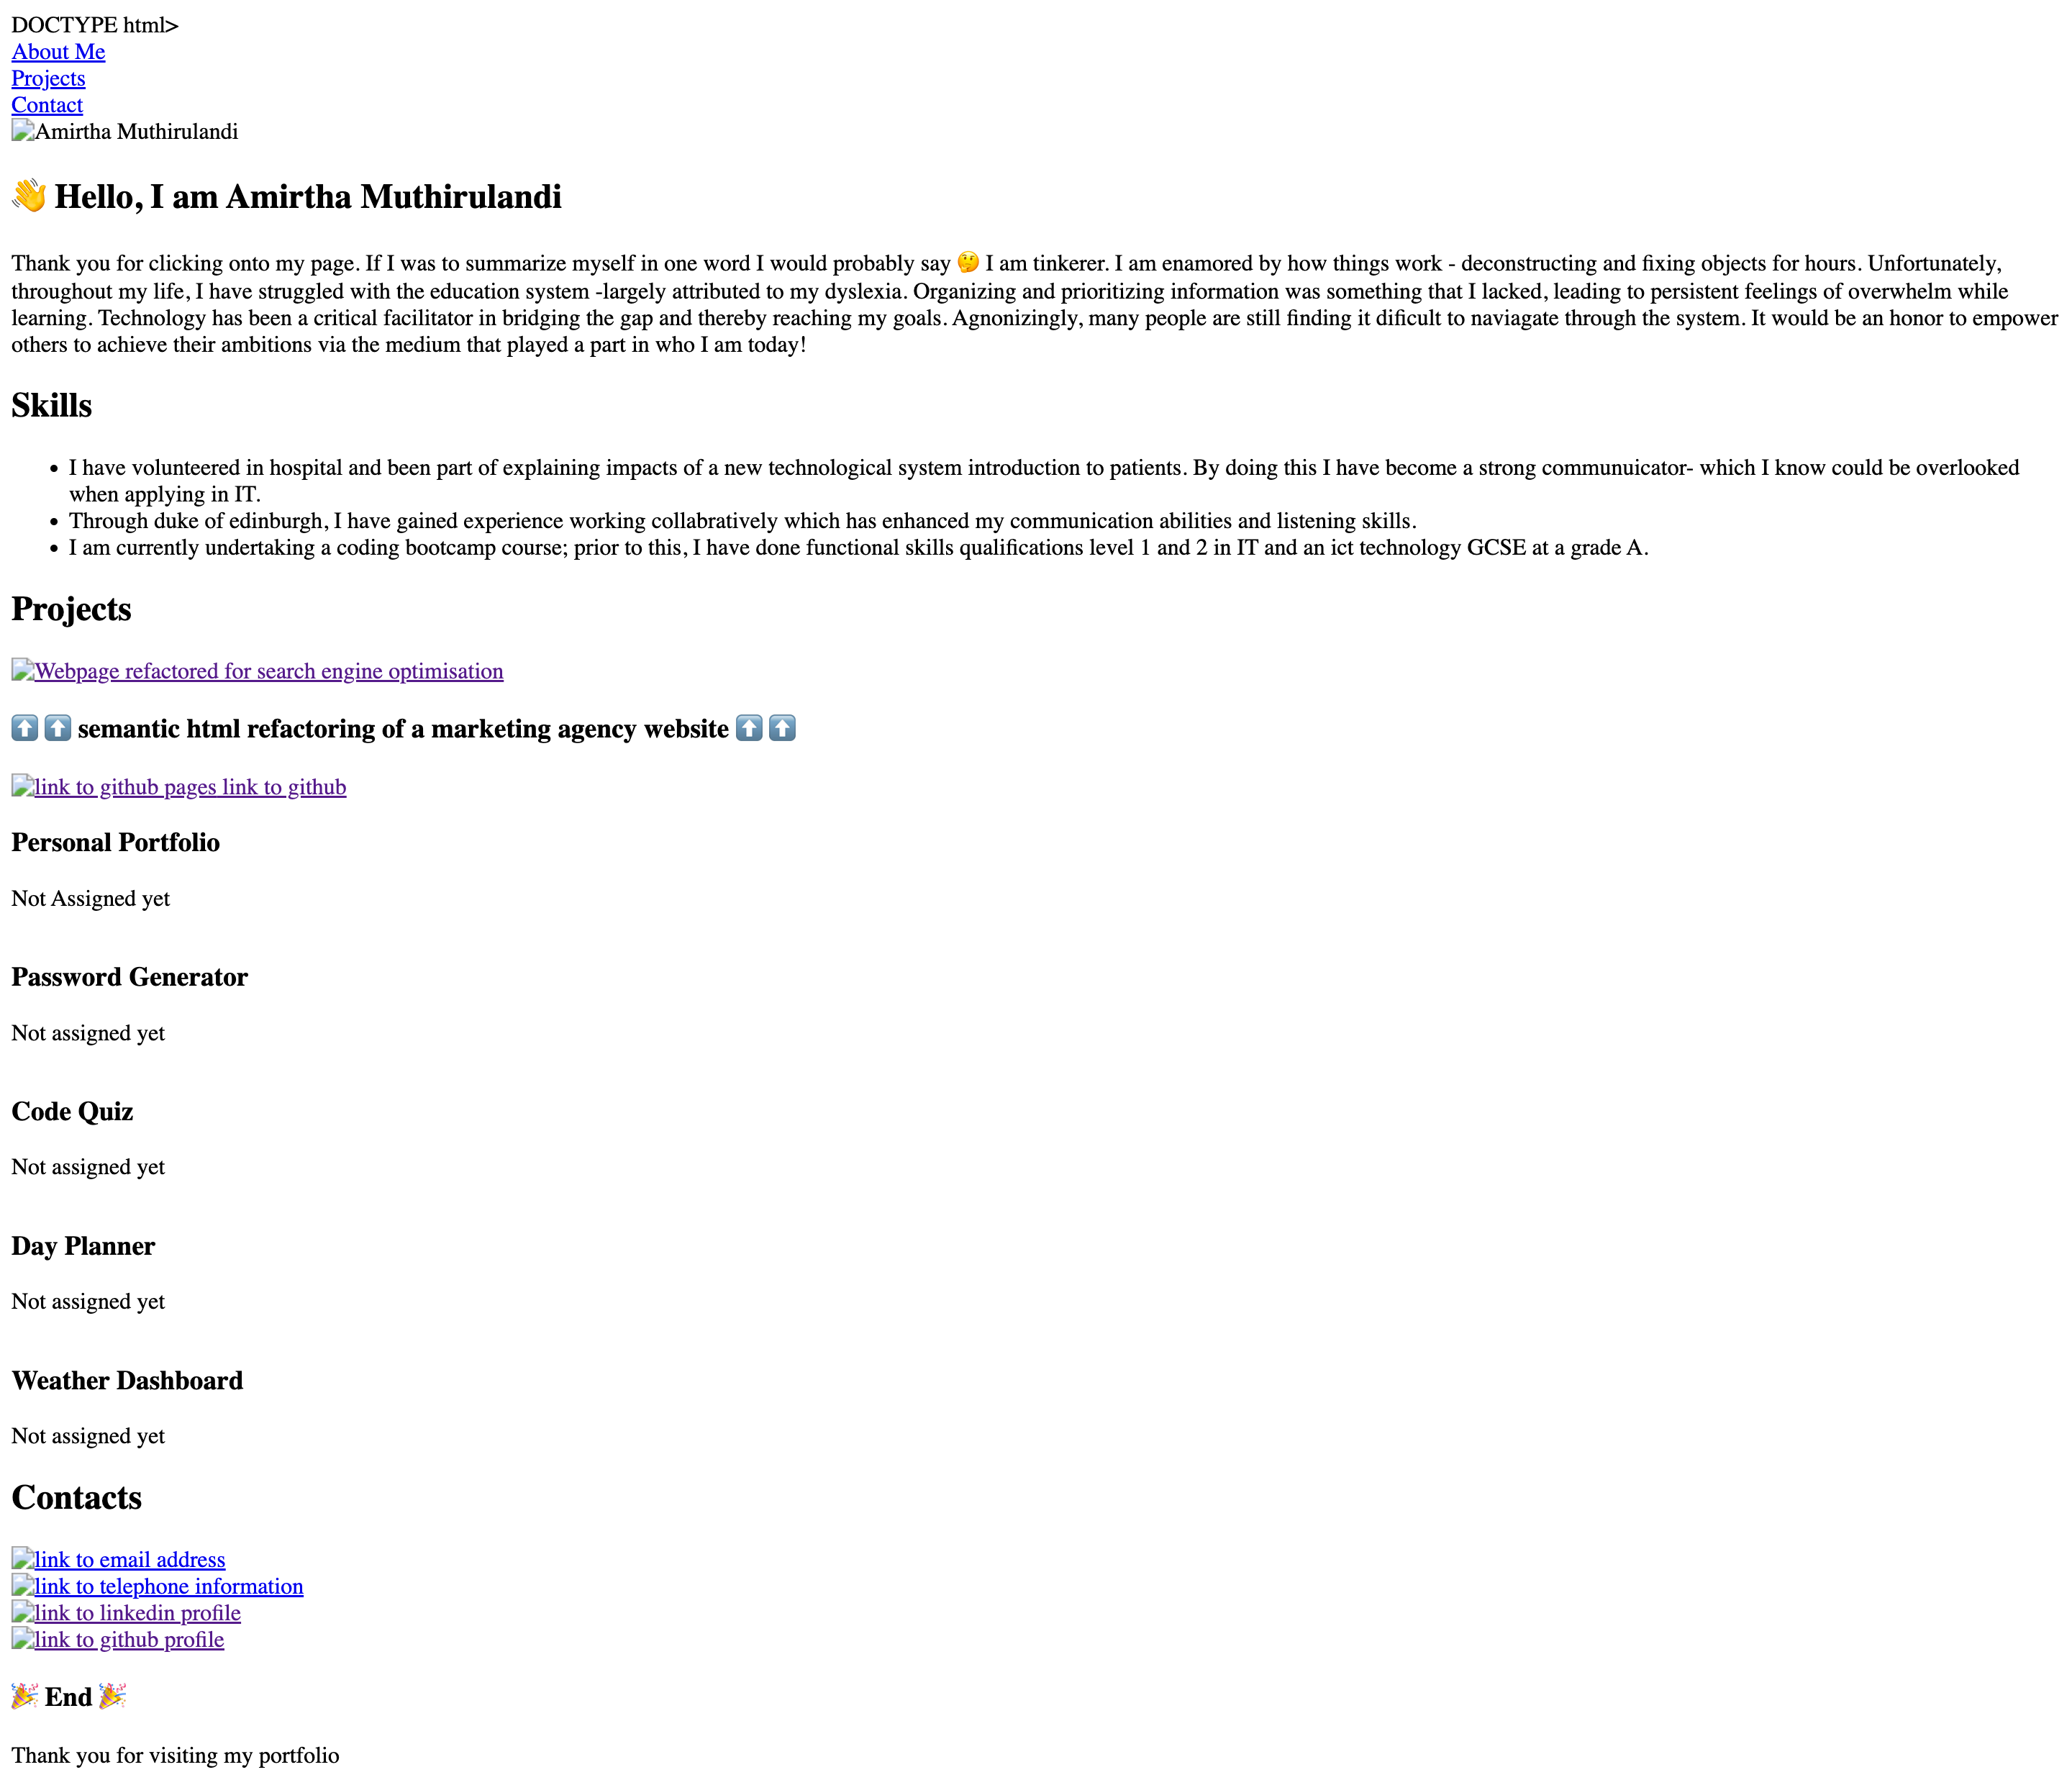 DOCTYPE html>
About Me
Projects
Contact
Amirtha Muthirulandi
👋 Hello, I am Amirtha Muthirulandi
Thank you for clicking onto my page. If I was to summarize myself in one word I would probably say 🤔 I am tinkerer. I am enamored by how things work - deconstructing and fixing objects for hours. Unfortunately,
throughout my life, I have struggled with the education system -largely attributed to my dyslexia. Organizing and prioritizing information was something that I lacked, leading to persistent feelings of overwhelm while
learning. Technology has been a critical facilitator in bridging the gap and thereby reaching my goals. Agnonizingly, many people are still finding it dificult to naviagate through the system. It would be an honor to empower
others to achieve their ambitions via the medium that played a part in who I am today!
Skills
• I have volunteered in hospital and been part of explaining impacts of a new technological system introduction to patients. By doing this I have become a strong communuicator- which I know could be overlooked
when applying in IT.
• Through duke of edinburgh, I have gained experience working collabratively which has enhanced my communication abilities and listening skills.
• I am currently undertaking a coding bootcamp course; prior to this, I have done functional skills qualifications level 1 and 2 in IT and an ict technology GCSE at a grade A.
Projects
Webpage refactored for search engine optimisation
⬆️ ⬆️ semantic html refactoring of a marketing agency website ⬆️ ⬆️
link to github pages link to github
Personal Portfolio
Not Assigned yet
Password Generator
Not assigned yet
Code Quiz
Not assigned yet
Day Planner
Not assigned yet
Weather Dashboard
Not assigned yet
Contacts
link to email address
link to telephone information
link to linkedin profile
link to github profile
🎉 End 🎉
Thank you for visiting my portfolio